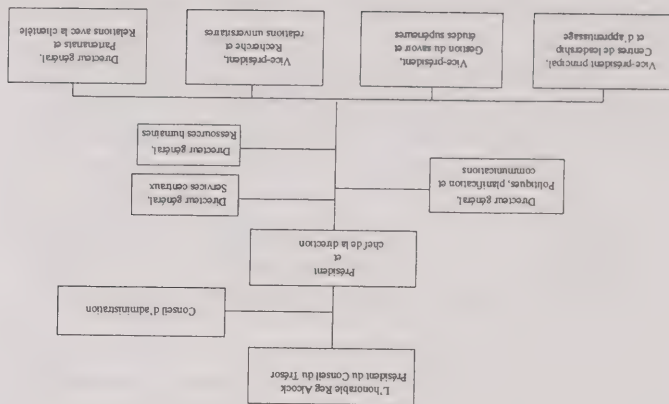 L'honorable Reg Alcock
Président du Conseil du Trésor
Conseil d'administration
Président
et
chef de la direction
Directeur général,
Politiques, planification et
communications
Directeur général,
Services centraux
Directeur général,
Ressources humaines
Vice-président principal,
Centres de leadership
et d'apprentissage
Vice-président,
Gestion du savoir et
études supérieures
Vice-président,
Recherche et
relations universitaires
Directeur général,
Partenariats et
Relations avec la clientèle